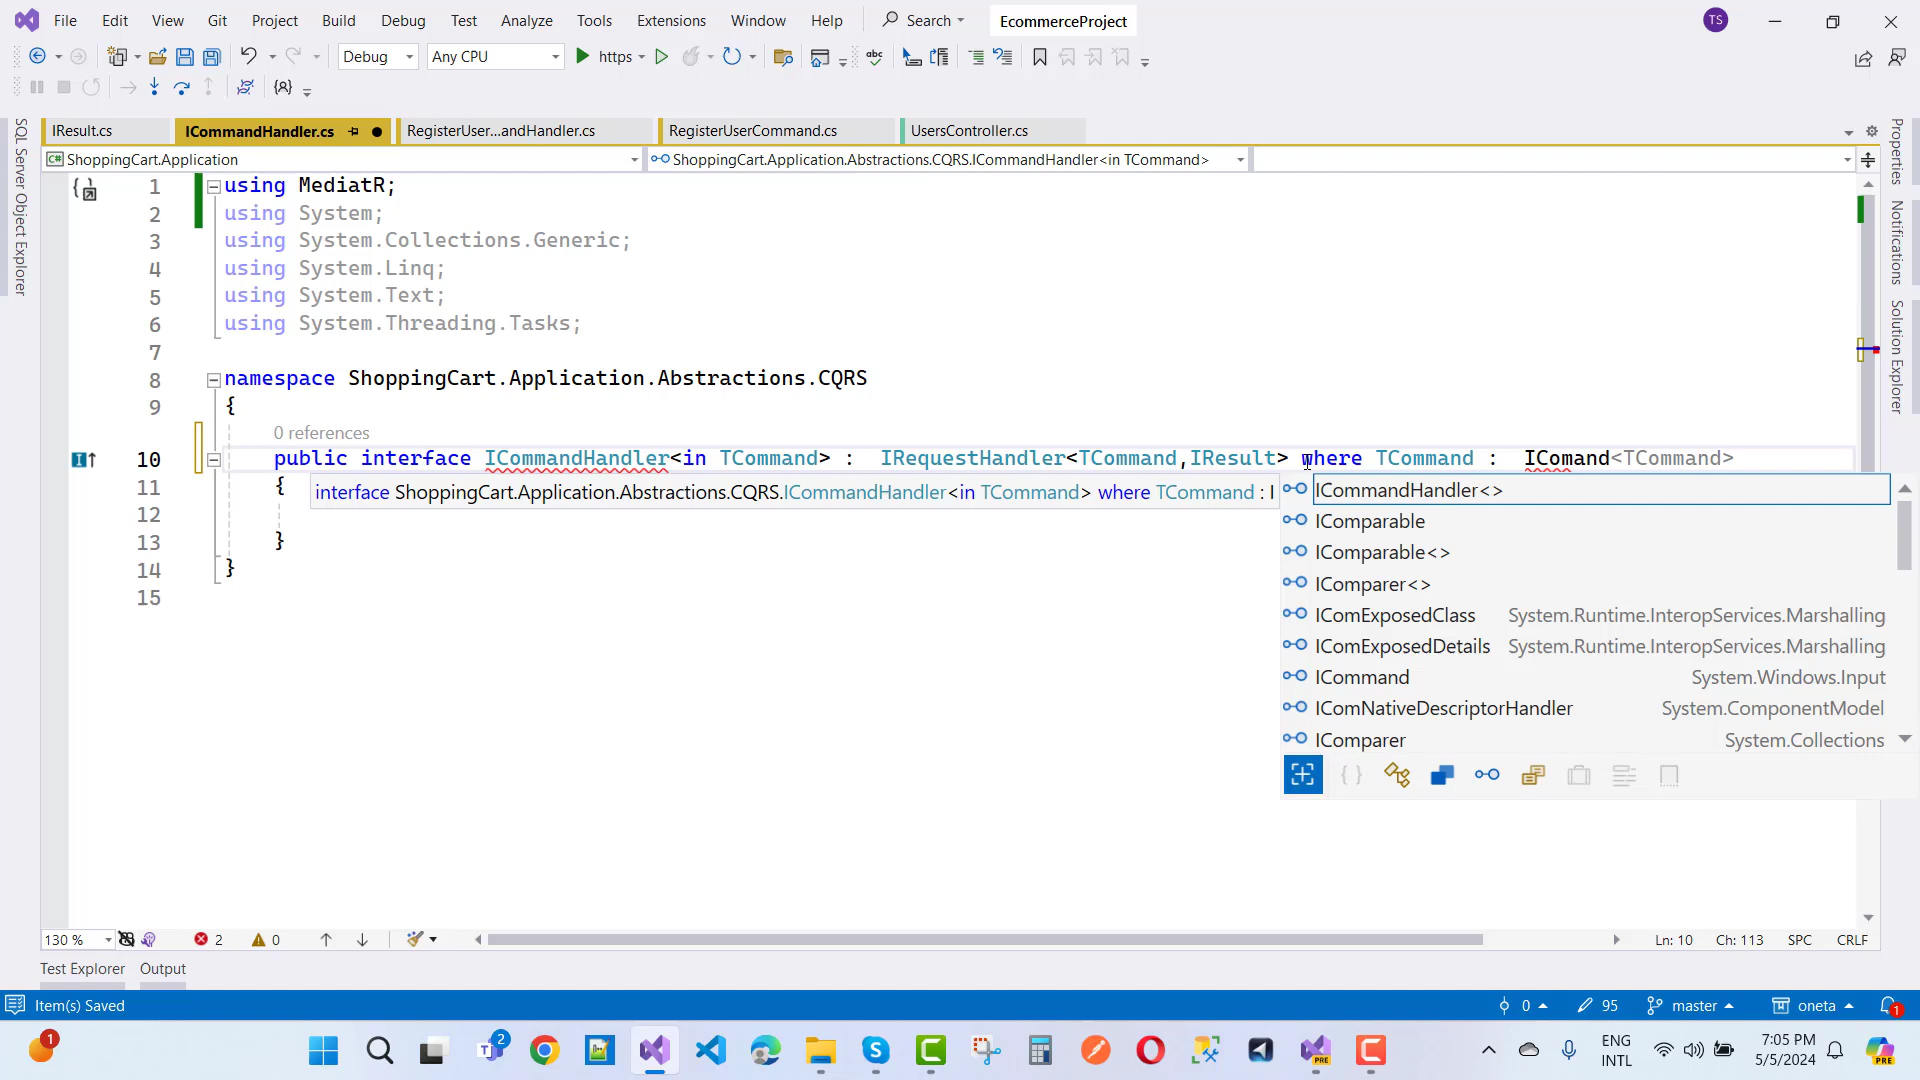 File Edit View Git Project Build Debug Test Analyze Tools Extensions Window Help Search EcommerceProject TS
Debug Any CPU https
IResult.cs ICommandHandler.cs RegisterUser...andHandler.cs RegisterUserCommand.cs UsersController.cs
ShoppingCart.Application ShoppingCart.Application.Abstractions.CQRS.ICommandHandler<in TCommand>
SQL Server Object Explorer
Properties
Notifications
Solution Explorer
1 using MediatR;
2 using System;
3 using System.Collections.Generic;
4 using System.Linq;
5 using System.Text;
6 using System.Threading.Tasks;
7
8 namespace ShoppingCart.Application.Abstractions.CQRS
9 {
0 references
10 public interface ICommandHandler<in TCommand> : IRequestHandler<TCommand,IResult> where TCommand : IComand<TCommand>
11 {
interface ShoppingCart.Application.Abstractions.CQRS.ICommandHandler<in TCommand> where TCommand : I
12
13 }
14 }
15
ICommandHandler<>
IComparable
IComparable<>
IComparer<>
IComExposedClass System.Runtime.InteropServices.Marshalling
IComExposedDetails System.Runtime.InteropServices.Marshalling
ICommand System.Windows.Input
IComNativeDescriptorHandler System.ComponentModel
IComparer System.Collections
130 % 2 0 Ln: 10 Ch: 113 SPC CRLF
Test Explorer Output
Item(s) Saved 0 95 master oneta 1
1 2 PRE ENG INTL 7:05 PM 5/5/2024 PRE